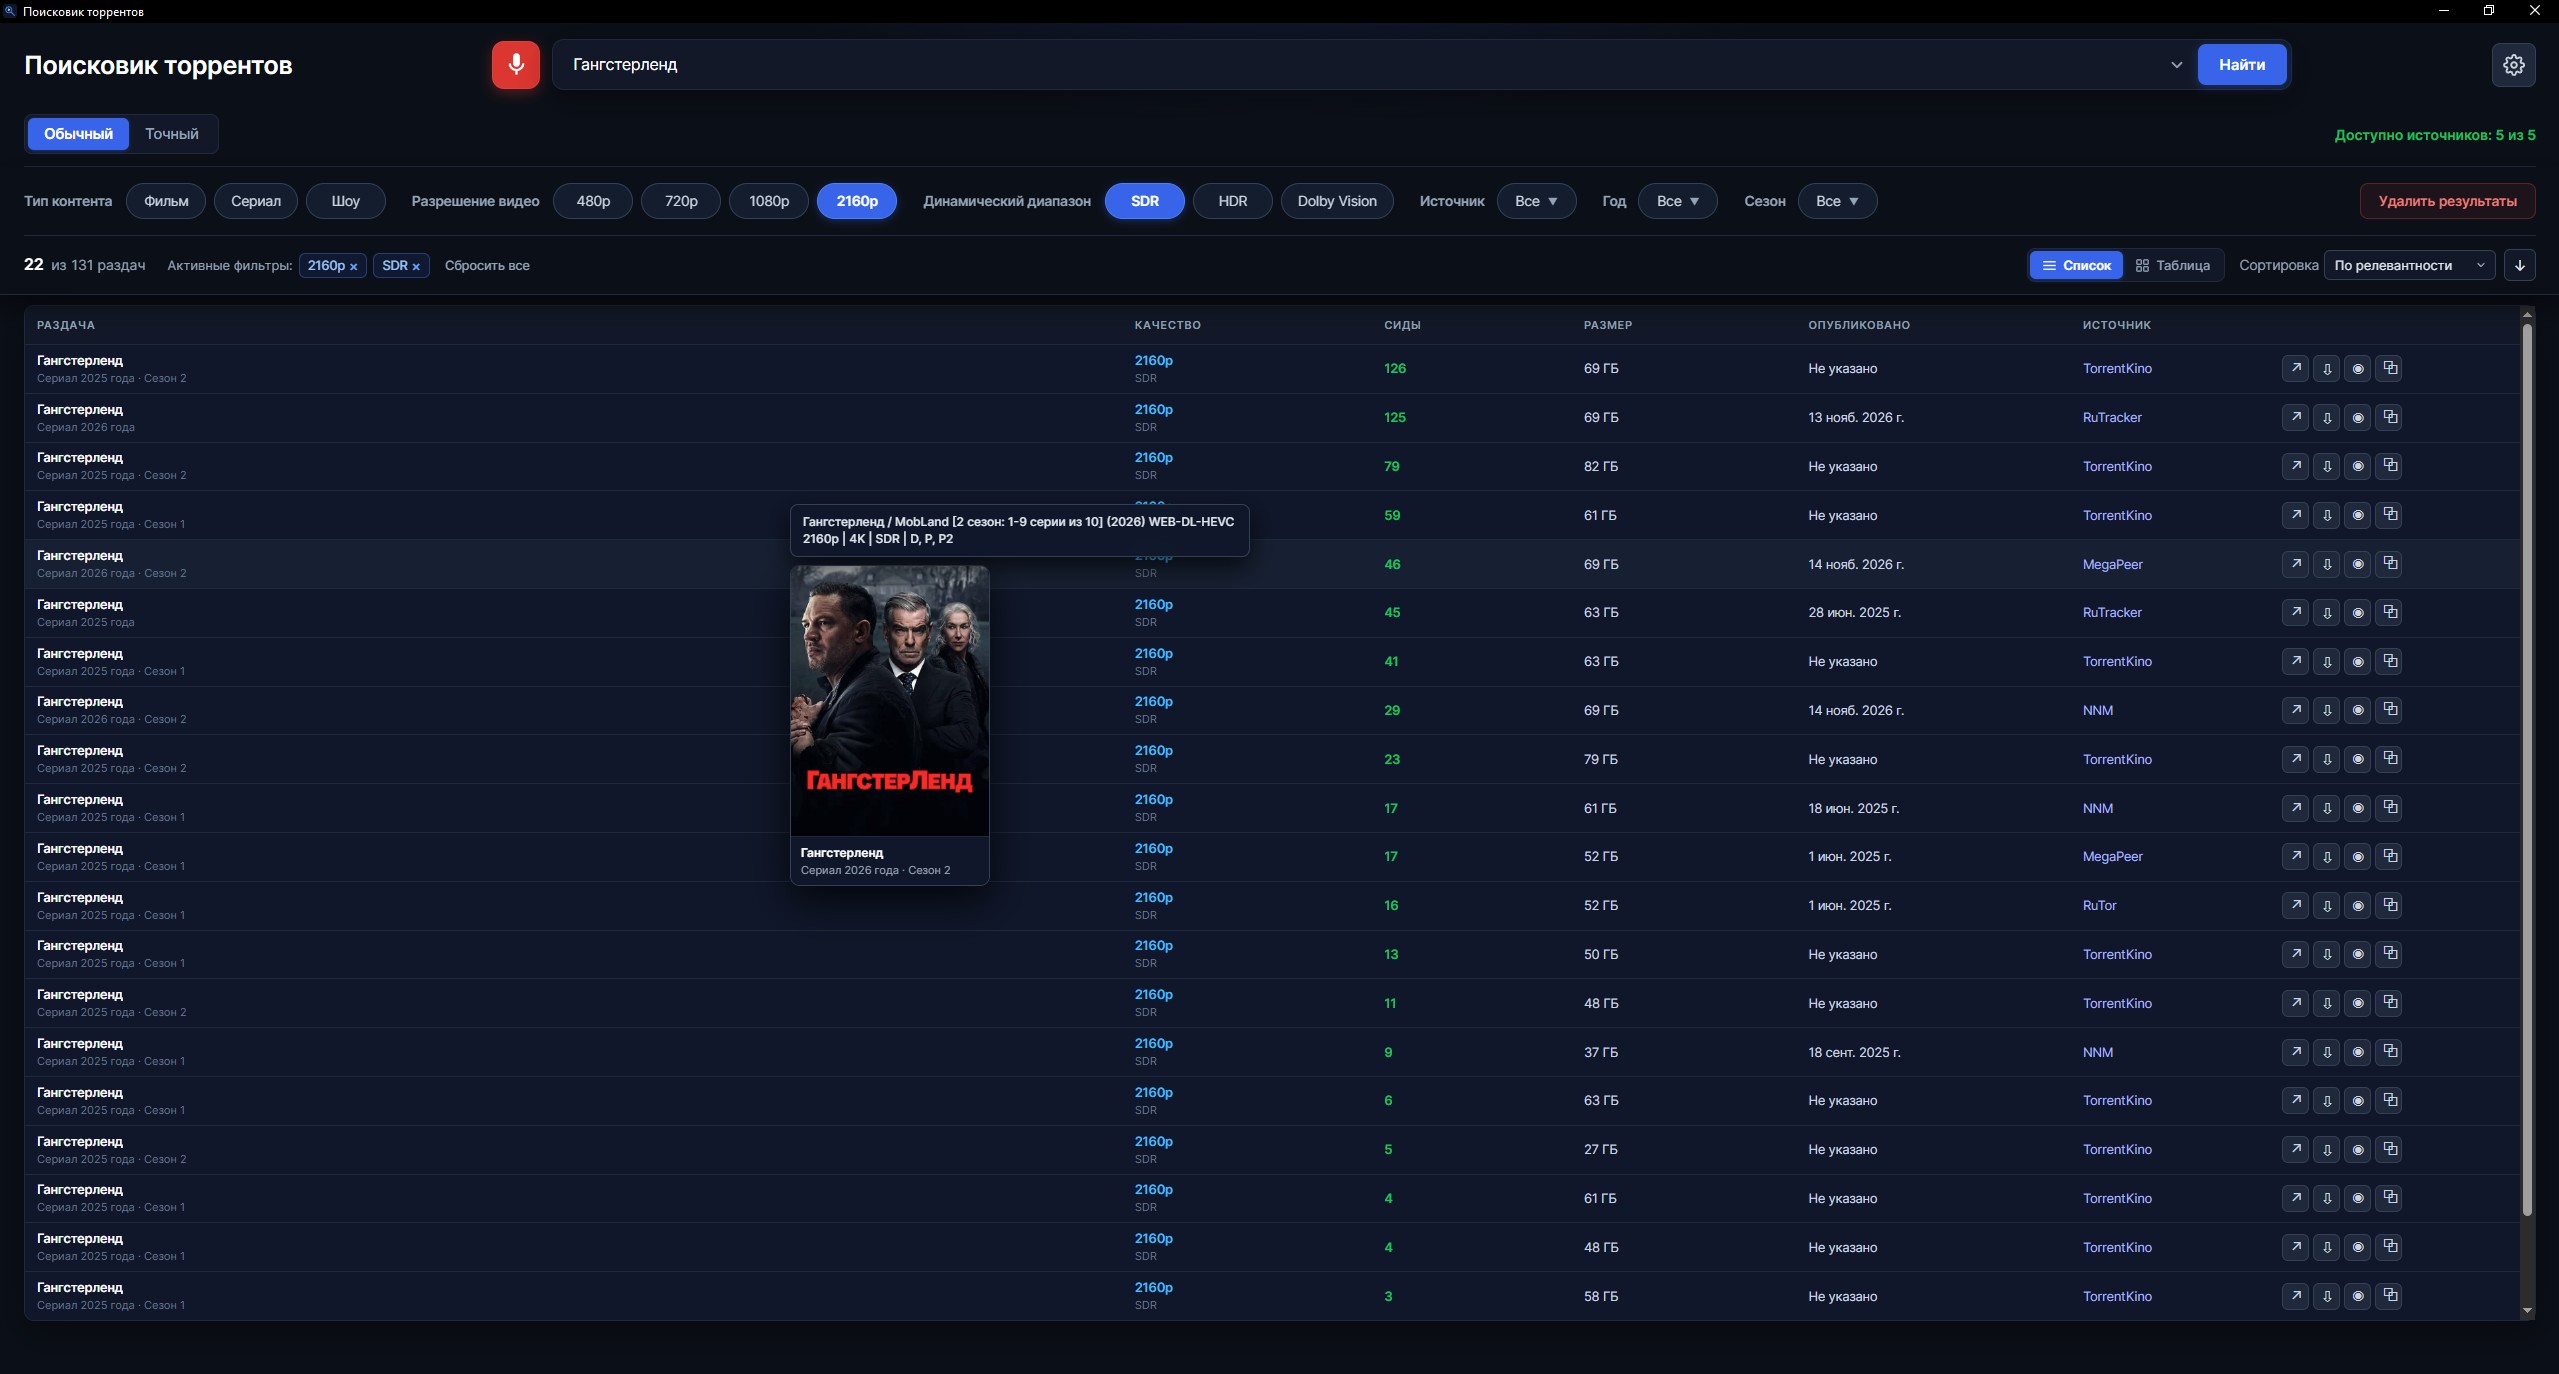 Поисковик торрентов
Поисковик торрентов
Гангстерленд
Найти
Обычный Точный
Доступно источников: 5 из 5
Тип контента Фильм Сериал Шоу Разрешение видео 480p 720p 1080p 2160p Динамический диапазон SDR HDR Dolby Vision Источник Все Год Все Сезон Все Удалить результаты
22 из 131 раздач Активные фильтры: 2160p × SDR × Сбросить все Список Таблица Сортировка По релевантности
РАЗДАЧА КАЧЕСТВО СИДЫ РАЗМЕР ОПУБЛИКОВАНО ИСТОЧНИК
Гангстерленд 2160p
Сериал 2025 года · Сезон 2 SDR 126 69 ГБ Не указано TorrentKino
Гангстерленд 2160p
Сериал 2026 года SDR 125 69 ГБ 13 нояб. 2026 г. RuTracker
Гангстерленд 2160p
Сериал 2025 года · Сезон 2 SDR 79 82 ГБ Не указано TorrentKino
Гангстерленд
Сериал 2025 года · Сезон 1 59 61 ГБ Не указано TorrentKino
Гангстерленд / MobLand [2 сезон: 1-9 серии из 10] (2026) WEB-DL-HEVC
2160p | 4K | SDR | D, P, P2
Гангстерленд
Сериал 2026 года · Сезон 2 SDR 46 69 ГБ 14 нояб. 2026 г. MegaPeer
Гангстерленд 2160p
Сериал 2025 года SDR 45 63 ГБ 28 июн. 2025 г. RuTracker
Гангстерленд 2160p
Сериал 2025 года · Сезон 1 SDR 41 63 ГБ Не указано TorrentKino
Гангстерленд 2160p
Сериал 2026 года · Сезон 2 SDR 29 69 ГБ 14 нояб. 2026 г. NNM
Гангстерленд 2160p
Сериал 2025 года · Сезон 2 SDR 23 79 ГБ Не указано TorrentKino
ГАНГСТЕРЛЕНД
Гангстерленд 2160p
Сериал 2025 года · Сезон 1 SDR 17 61 ГБ 18 июн. 2025 г. NNM
Гангстерленд 2160p
Сериал 2025 года · Сезон 1 SDR 17 52 ГБ 1 июн. 2025 г. MegaPeer
Гангстерленд
Сериал 2026 года · Сезон 2
Гангстерленд 2160p
Сериал 2025 года · Сезон 1 SDR 16 52 ГБ 1 июн. 2025 г. RuTor
Гангстерленд 2160p
Сериал 2025 года · Сезон 1 SDR 13 50 ГБ Не указано TorrentKino
Гангстерленд 2160p
Сериал 2025 года · Сезон 2 SDR 11 48 ГБ Не указано TorrentKino
Гангстерленд 2160p
Сериал 2025 года · Сезон 1 SDR 9 37 ГБ 18 сент. 2025 г. NNM
Гангстерленд 2160p
Сериал 2025 года · Сезон 1 SDR 6 63 ГБ Не указано TorrentKino
Гангстерленд 2160p
Сериал 2025 года · Сезон 2 SDR 5 27 ГБ Не указано TorrentKino
Гангстерленд 2160p
Сериал 2025 года · Сезон 1 SDR 4 61 ГБ Не указано TorrentKino
Гангстерленд 2160p
Сериал 2025 года · Сезон 1 SDR 4 48 ГБ Не указано TorrentKino
Гангстерленд 2160p
Сериал 2025 года · Сезон 1 SDR 3 58 ГБ Не указано TorrentKino